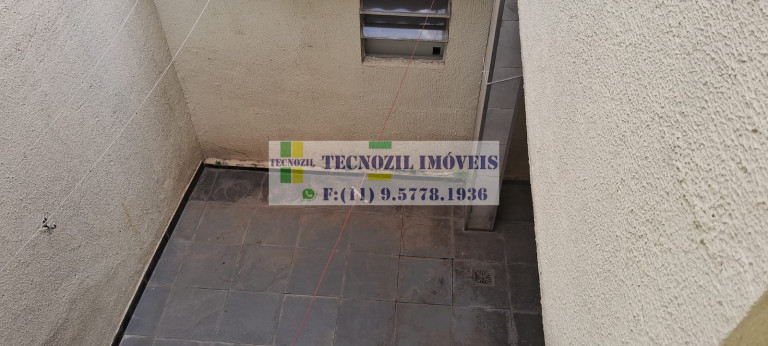 TECNOZIL TECNOZIL IMÓVEIS
F:(11) 9.5778.1936